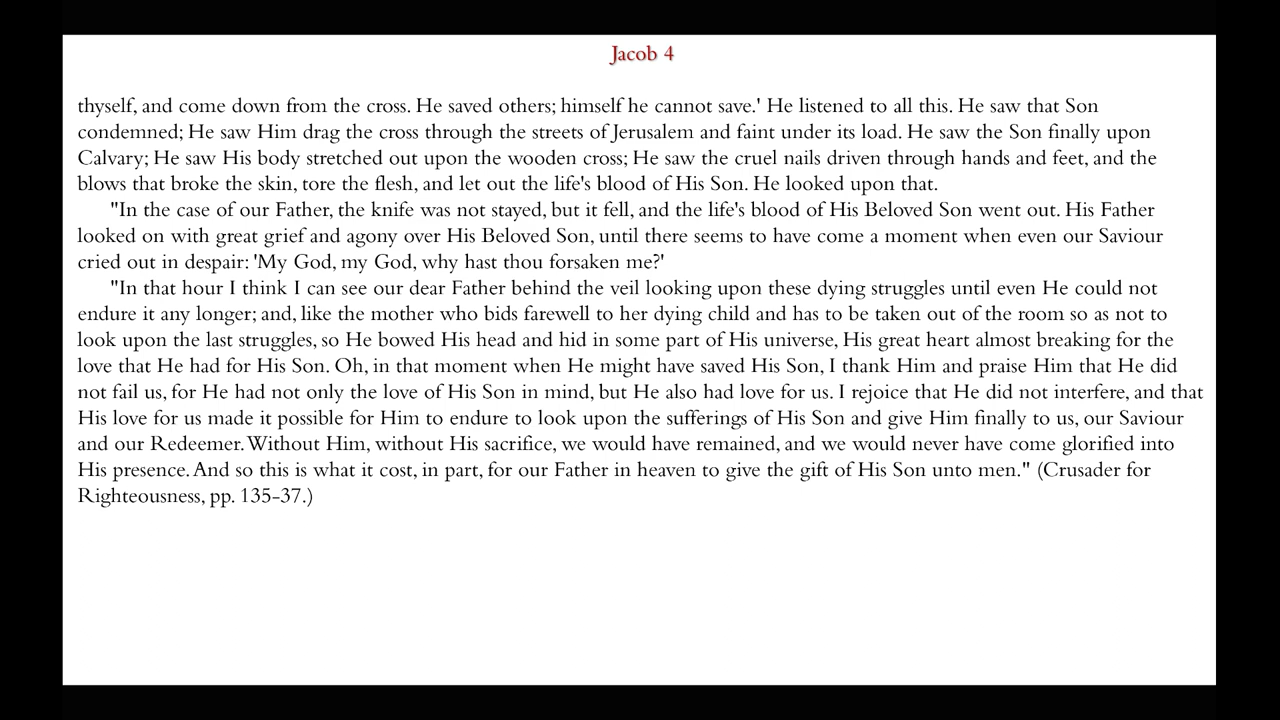 Jacob 4
thyself, and come down from the cross. He saved others; himself he cannot save.' He listened to all this. He saw that Son
condemned; He saw Him drag the cross through the streets of Jerusalem and faint under its load. He saw the Son finally upon
Calvary; He saw His body stretched out upon the wooden cross; He saw the cruel nails driven through hands and feet, and the
blows that broke the skin, tore the flesh, and let out the life's blood of His Son. He looked upon that.
"In the case of our Father, the knife was not stayed, but it fell, and the life's blood of His Beloved Son went out. His Father
looked on with great grief and agony over His Beloved Son, until there seems to have come a moment when even our Saviour
cried out in despair: 'My God, my God, why hast thou forsaken me?'
"In that hour I think I can see our dear Father behind the veil looking upon these dying struggles until even He could not
endure it any longer; and, like the mother who bids farewell to her dying child and has to be taken out of the room so as not to
look upon the last struggles, so He bowed His head and hid in some part of His universe, His great heart almost breaking for the
love that He had for His Son. Oh, in that moment when He might have saved His Son, I thank Him and praise Him that He did
not fail us, for He had not only the love of His Son in mind, but He also had love for us. I rejoice that He did not interfere, and that
His love for us made it possible for Him to endure to look upon the sufferings of His Son and give Him finally to us, our Saviour
and our Redeemer. Without Him, without His sacrifice, we would have remained, and we would never have come glorified into
His presence. And so this is what it cost, in part, for our Father in heaven to give the gift of His Son unto men." (Crusader for
Righteousness, pp. 135-37.)